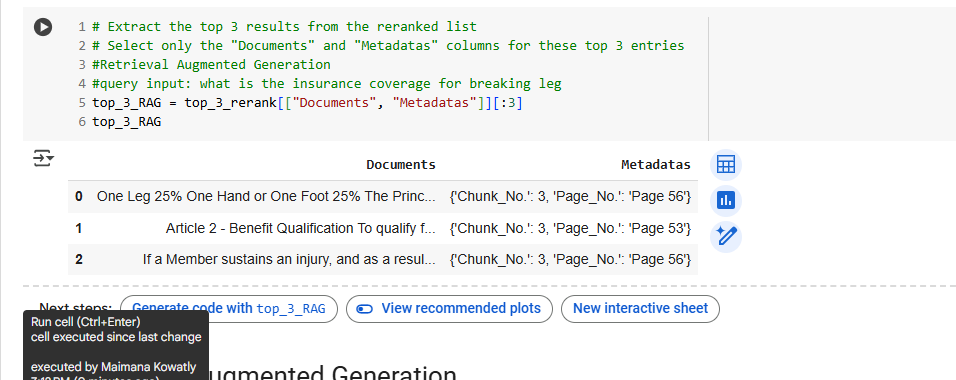 1 # Extract the top 3 results from the reranked list
2 # Select only the "Documents" and "Metadatas" columns for these top 3 entries
3 #Retrieval Augmented Generation
4 #query input: what is the insurance coverage for breaking leg
5 top_3_RAG = top_3_rerank[["Documents", "Metadatas"]][:3]
6 top_3_RAG
Documents Metadatas
0 One Leg 25% One Hand or One Foot 25% The Princ... {'Chunk_No.': 3, 'Page_No.': 'Page 56'}
1 Article 2 - Benefit Qualification To qualify f... {'Chunk_No.': 3, 'Page_No.': 'Page 53'}
2 If a Member sustains an injury, and as a resul... {'Chunk_No.': 3, 'Page_No.': 'Page 56'}
Next steps: Generate code with top_3_RAG View recommended plots New interactive sheet
Run cell (Ctrl+Enter)
cell executed since last change
executed by Maimana Kowatly
Augmented Generation